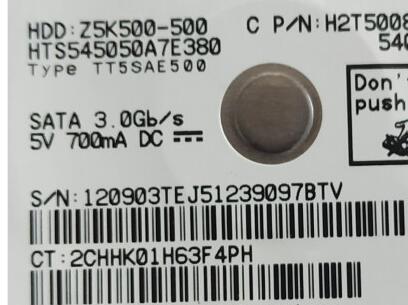 HDD: Z5K500-500 C P/N: H2T5008
HTS545050A7E380 540
Type TT5SAE500
Don'
push
SATA 3.0Gb/s
5V 700mA DC
S/N: 120903TEJ51239097BTV
CT: 2CHHK01H63F4PH